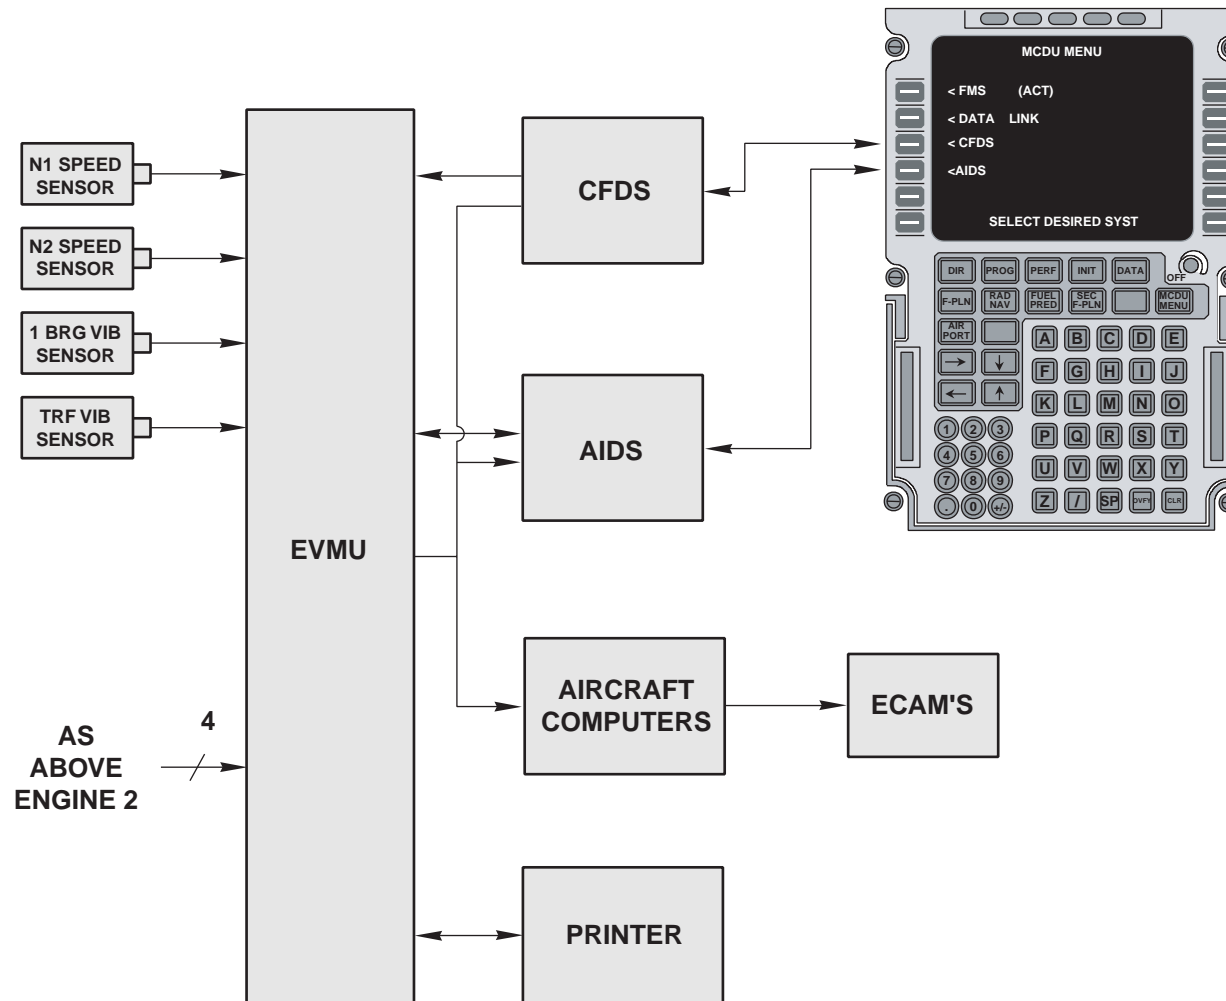 N1 SPEED
SENSOR
N2 SPEED
SENSOR
1 BRG VIB
SENSOR
TRF VIB
SENSOR
AS
ABOVE
ENGINE 2
4
EVMU
CFDS
AIDS
AIRCRAFT
COMPUTERS
ECAM'S
PRINTER
MCDU MENU
< FMS (ACT)
< DATA LINK
< CFDS
<AIDS
SELECT DESIRED SYST
DIR PROG PERF INIT DATA
OFF
F-PLN RAD NAV FUEL PRED SEC F-PLN MCDU MENU
AIR PORT
A B C D E
→ ↓
F G H I J
← ↑
K L M N O
1 2 3
P Q R S T
4 5 6
U V W X Y
7 8 9
Z / SP OVFY CLR
. 0 +/-